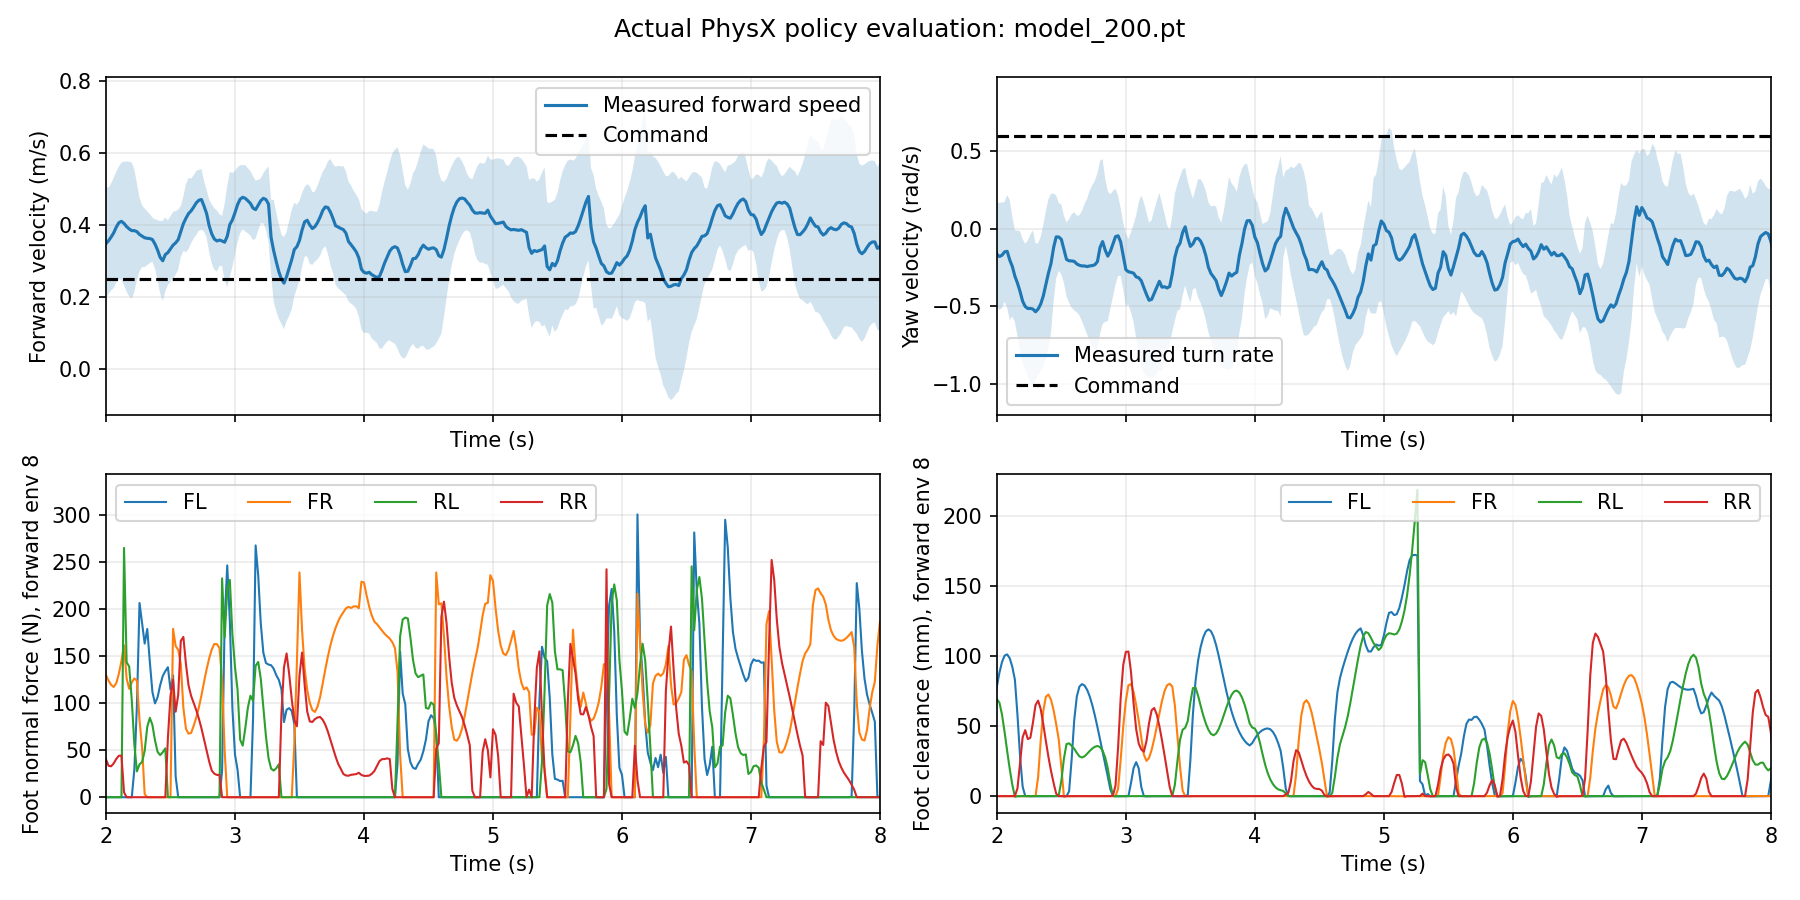 Actual PhysX policy evaluation: model_200.pt
Forward velocity (m/s)
0.8
0.6
0.4
0.2
0.0
Measured forward speed
Command
Time (s)
Yaw velocity (rad/s)
0.5
0.0
−0.5
−1.0
Measured turn rate
Command
Time (s)
Foot normal force (N), forward env 8
300
250
200
150
100
50
0
FL FR RL RR
2 3 4 5 6 7 8
Time (s)
Foot clearance (mm), forward env 8
200
150
100
50
0
FL FR RL RR
2 3 4 5 6 7 8
Time (s)